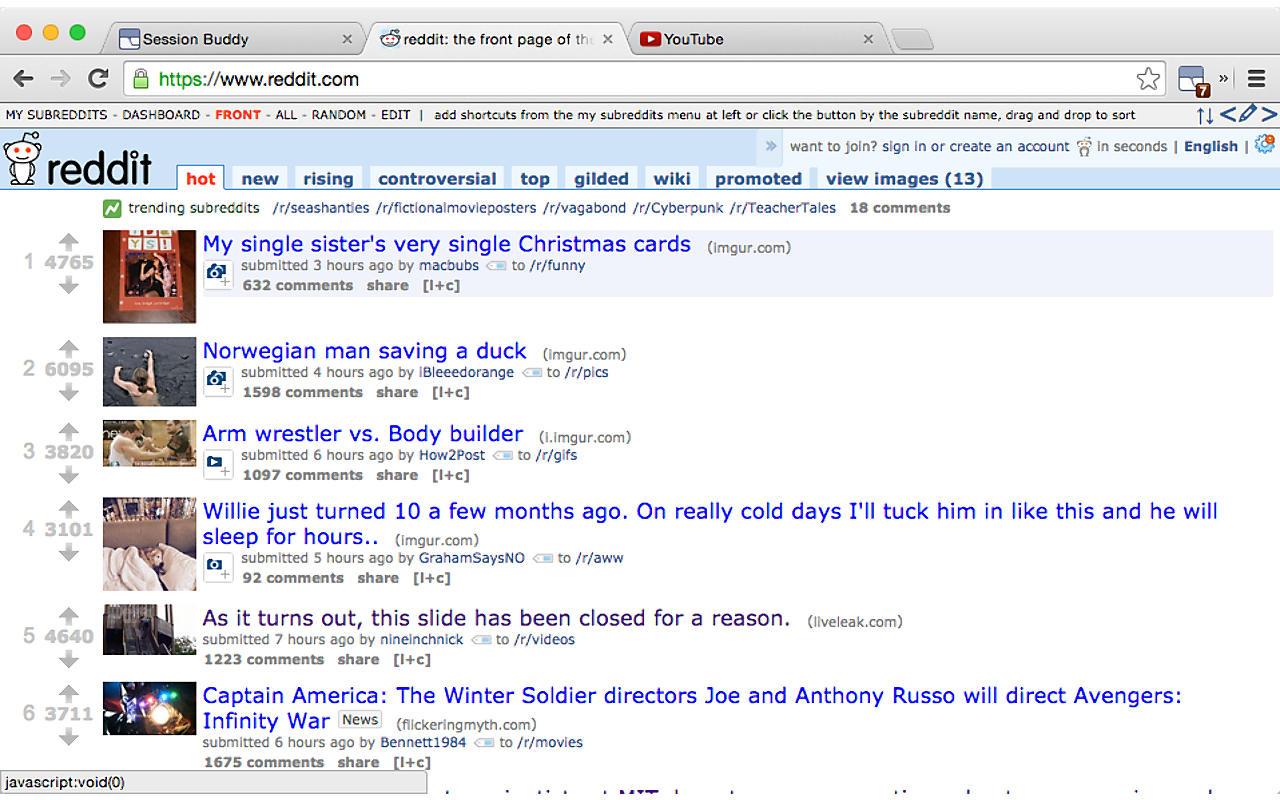 Session Buddy
reddit: the front page of the
YouTube
https://www.reddit.com
7
»
MY SUBREDDITS - DASHBOARD - FRONT - ALL - RANDOM - EDIT | add shortcuts from the my subreddits menu at left or click the button by the subreddit name, drag and drop to sort
» want to join? sign in or create an account in seconds | English |
reddit hot new rising controversial top gilded wiki promoted view images (13)
trending subreddits /r/seashanties /r/fictionalmovieposters /r/vagabond /r/Cyberpunk /r/TeacherTales 18 comments
1 4765
My single sister's very single Christmas cards (imgur.com)
submitted 3 hours ago by macbubs to /r/funny
632 comments share [l+c]
2 6095
Norwegian man saving a duck (imgur.com)
submitted 4 hours ago by iBleeedorange to /r/pics
1598 comments share [l+c]
3 3820
Arm wrestler vs. Body builder (i.imgur.com)
submitted 6 hours ago by How2Post to /r/gifs
1097 comments share [l+c]
4 3101
Willie just turned 10 a few months ago. On really cold days I'll tuck him in like this and he will
sleep for hours.. (imgur.com)
submitted 5 hours ago by GrahamSaysNO to /r/aww
92 comments share [l+c]
5 4640
As it turns out, this slide has been closed for a reason. (liveleak.com)
submitted 7 hours ago by nineinchnick to /r/videos
1223 comments share [l+c]
6 3711
Captain America: The Winter Soldier directors Joe and Anthony Russo will direct Avengers:
Infinity War News (flickeringmyth.com)
submitted 6 hours ago by Bennett1984 to /r/movies
1675 comments share [l+c]
javascript:void(0)